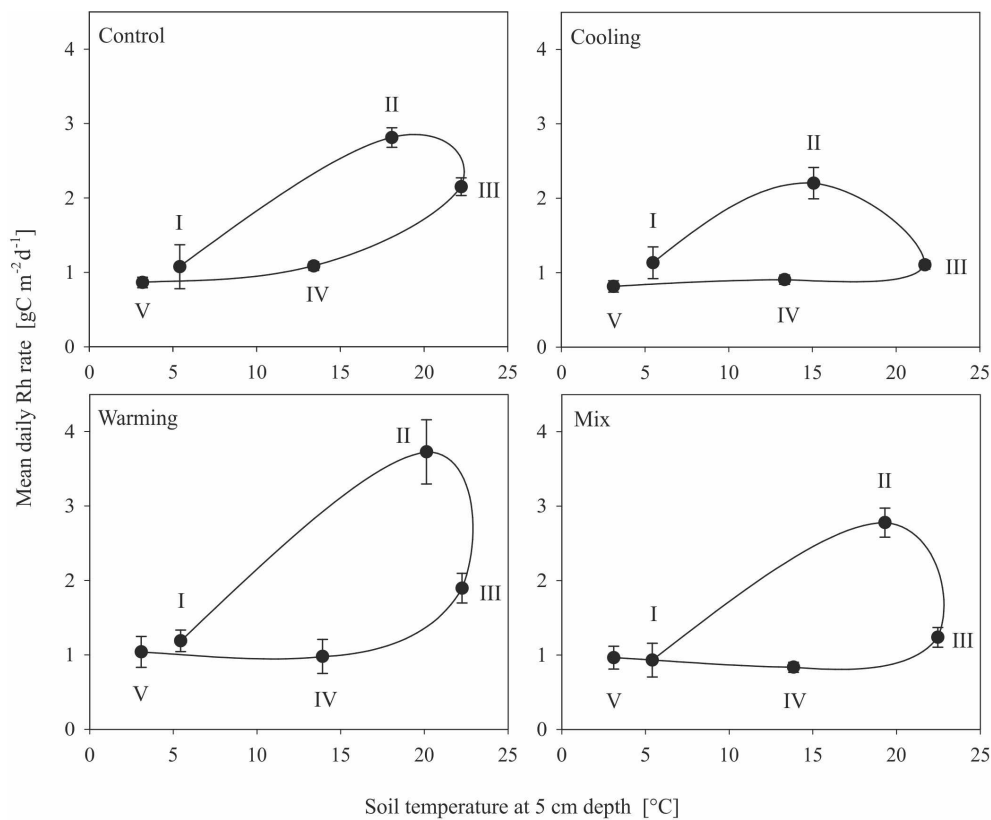 Control
4
3
2
1
0
0 5 10 15 20 25
I
II
III
IV
V
Cooling
4
3
2
1
0
0 5 10 15 20 25
I
II
III
IV
V
Warming
4
3
2
1
0
0 5 10 15 20 25
I
II
III
IV
V
Mix
4
3
2
1
0
0 5 10 15 20 25
I
II
III
IV
V
Mean daily Rh rate [gC m⁻²d⁻¹]
Soil temperature at 5 cm depth [°C]